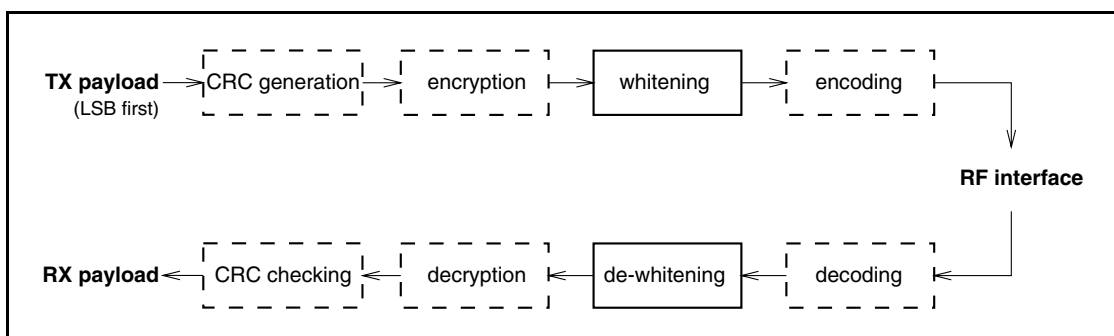 TX payload
(LSB first)
CRC generation
encryption
whitening
encoding
RF interface
RX payload
CRC checking
decryption
de-whitening
decoding